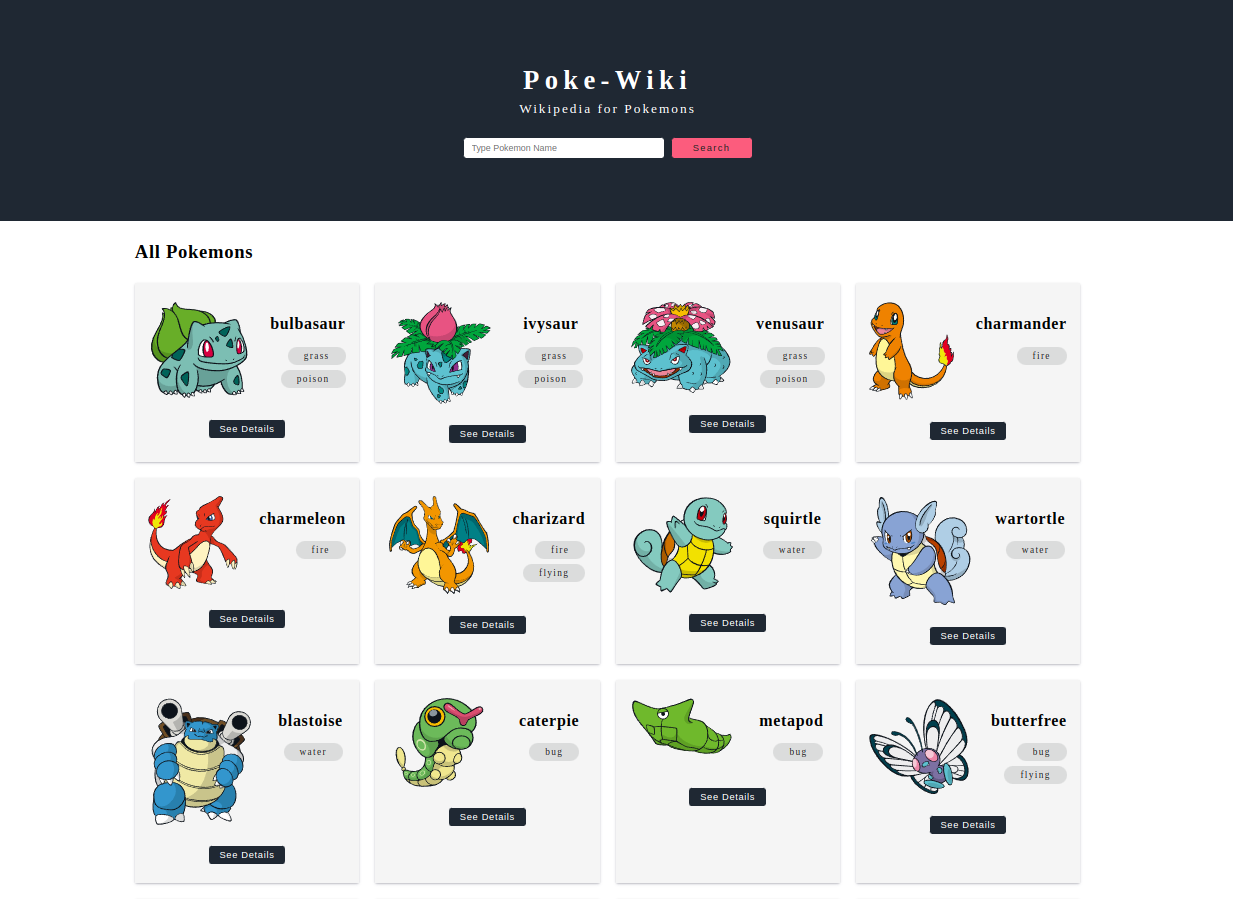 Poke-Wiki
Wikipedia for Pokemons
Type Pokemon Name
Search
All Pokemons
bulbasaur
grass
poison
See Details
ivysaur
grass
poison
See Details
venusaur
grass
poison
See Details
charmander
fire
See Details
charmeleon
fire
See Details
charizard
fire
flying
See Details
squirtle
water
See Details
wartortle
water
See Details
blastoise
water
See Details
caterpie
bug
See Details
metapod
bug
See Details
butterfree
bug
flying
See Details